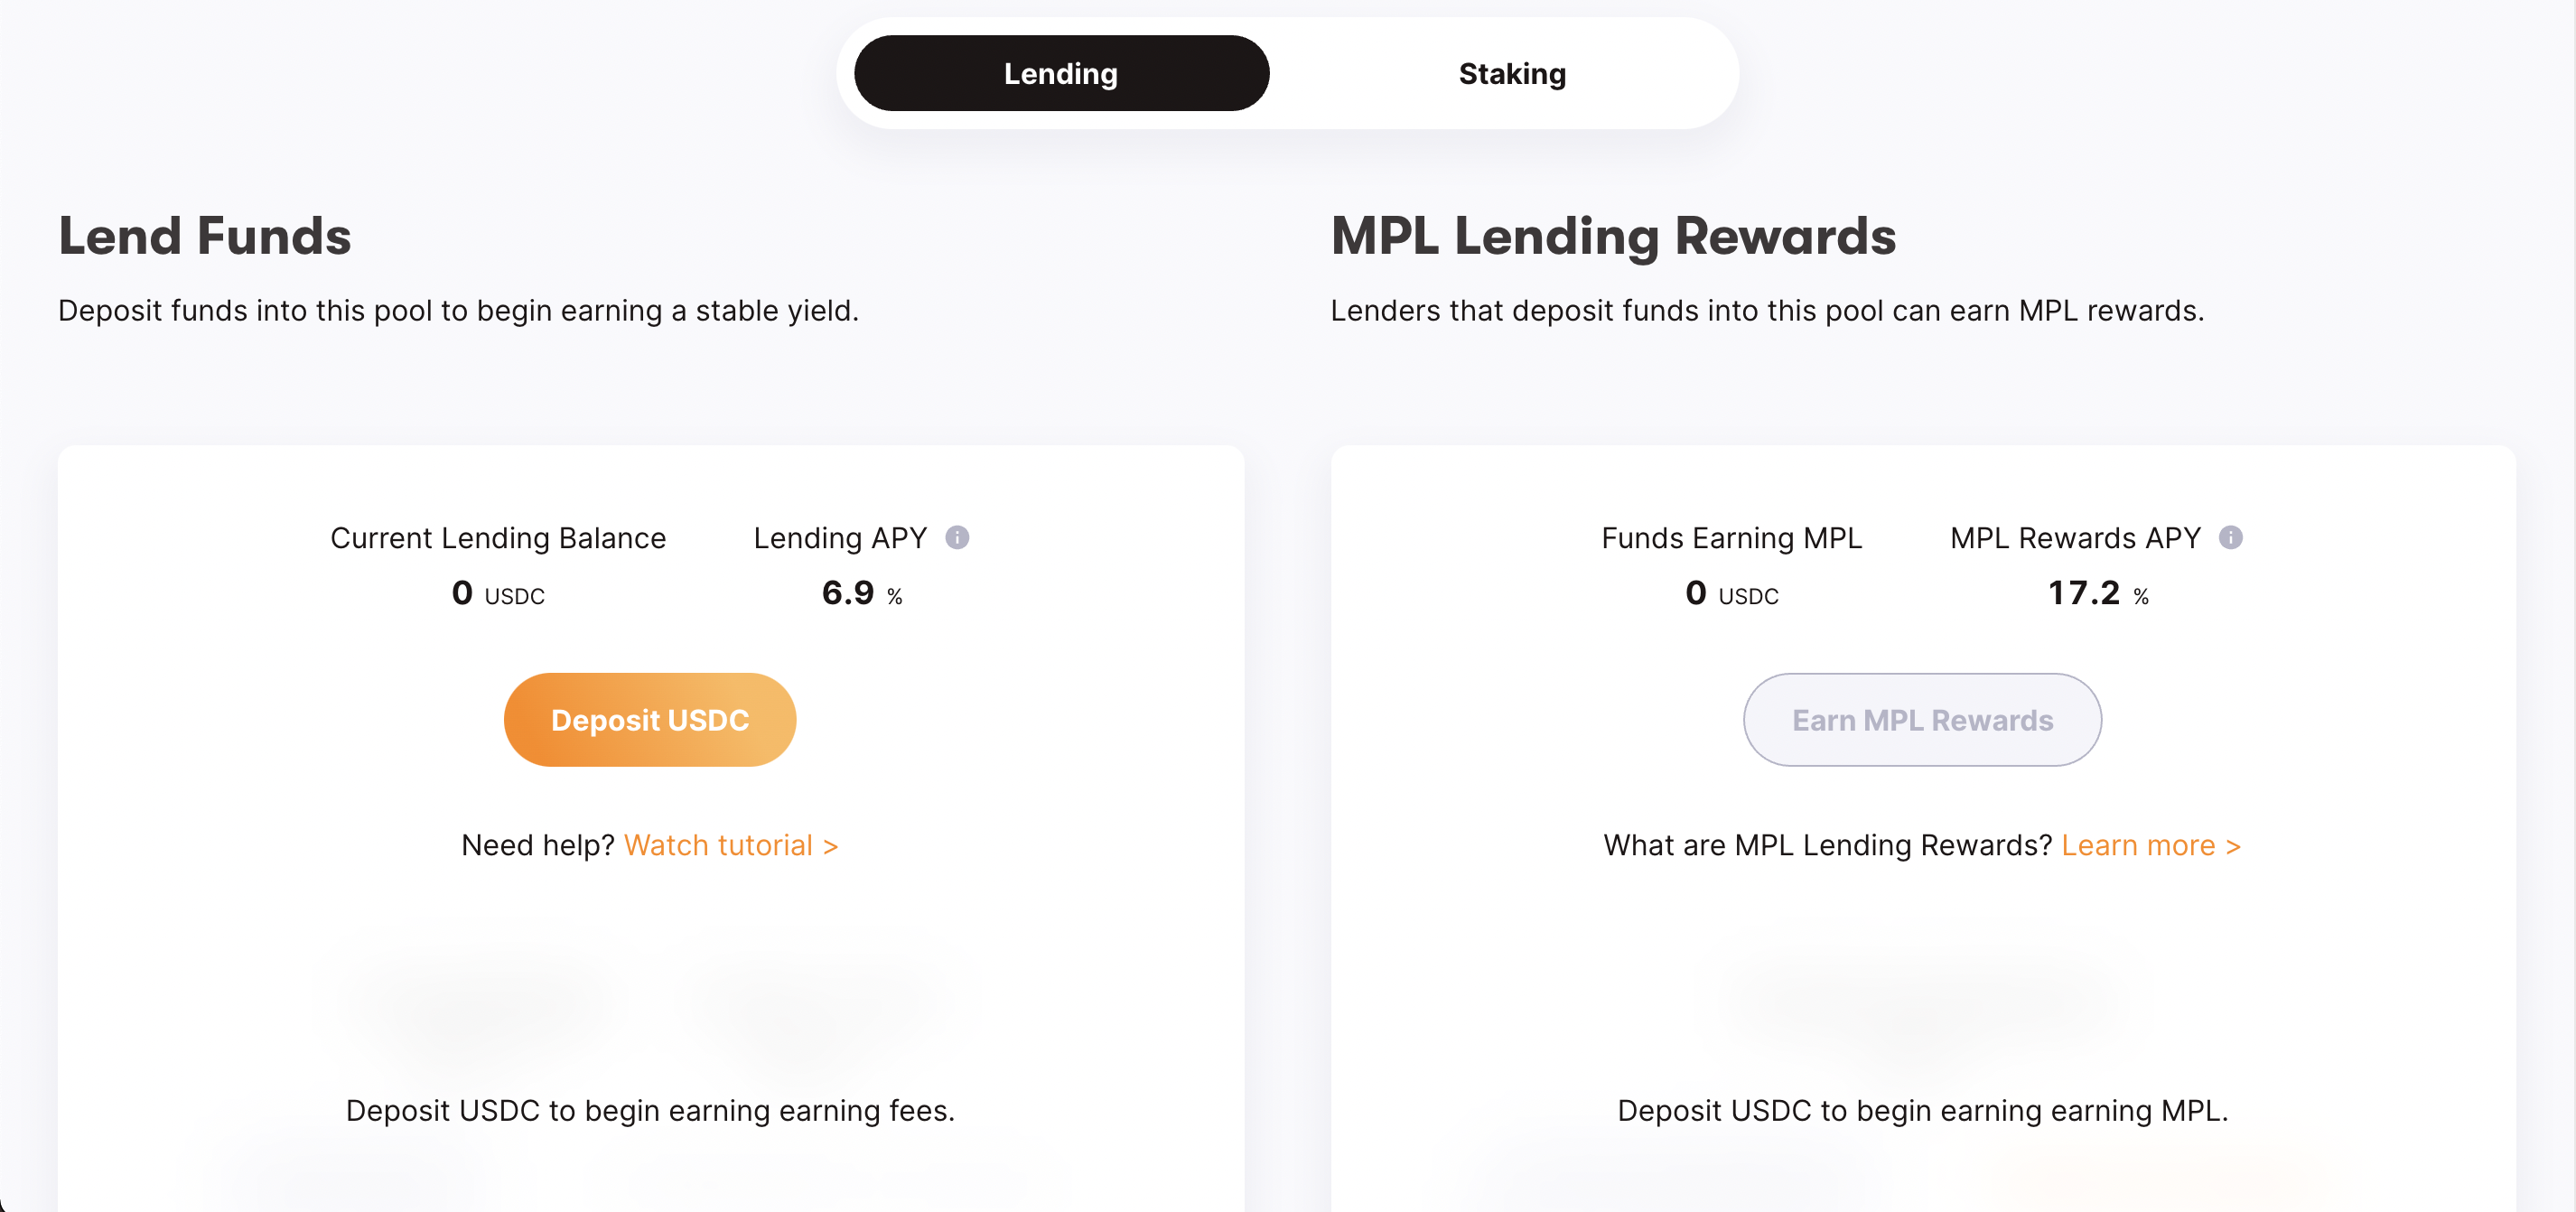 Lending
Staking
Lend Funds
Deposit funds into this pool to begin earning a stable yield.
Current Lending Balance
0 USDC
Lending APY
6.9 %
Deposit USDC
Need help? Watch tutorial >
Deposit USDC to begin earning earning fees.
MPL Lending Rewards
Lenders that deposit funds into this pool can earn MPL rewards.
Funds Earning MPL
0 USDC
MPL Rewards APY
17.2 %
Earn MPL Rewards
What are MPL Lending Rewards? Learn more >
Deposit USDC to begin earning earning MPL.